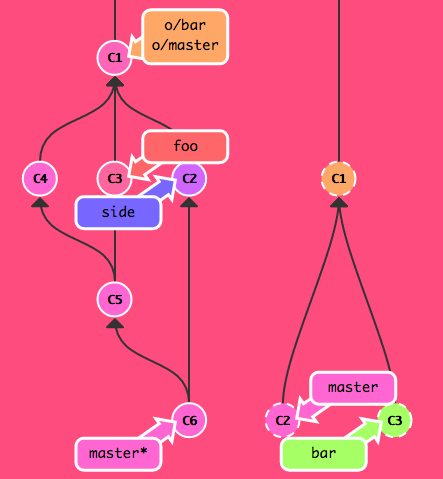 o/bar
o/master
C1
foo
C4
C3
C2
side
C1
C5
master
C6
master*
C2
C3
bar